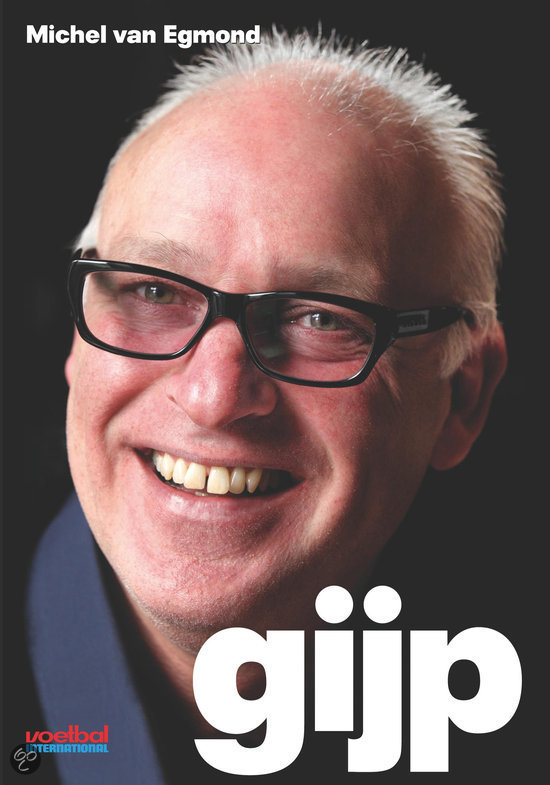 Michel van Egmond
gijp
voetbal
INTERNATIONAL